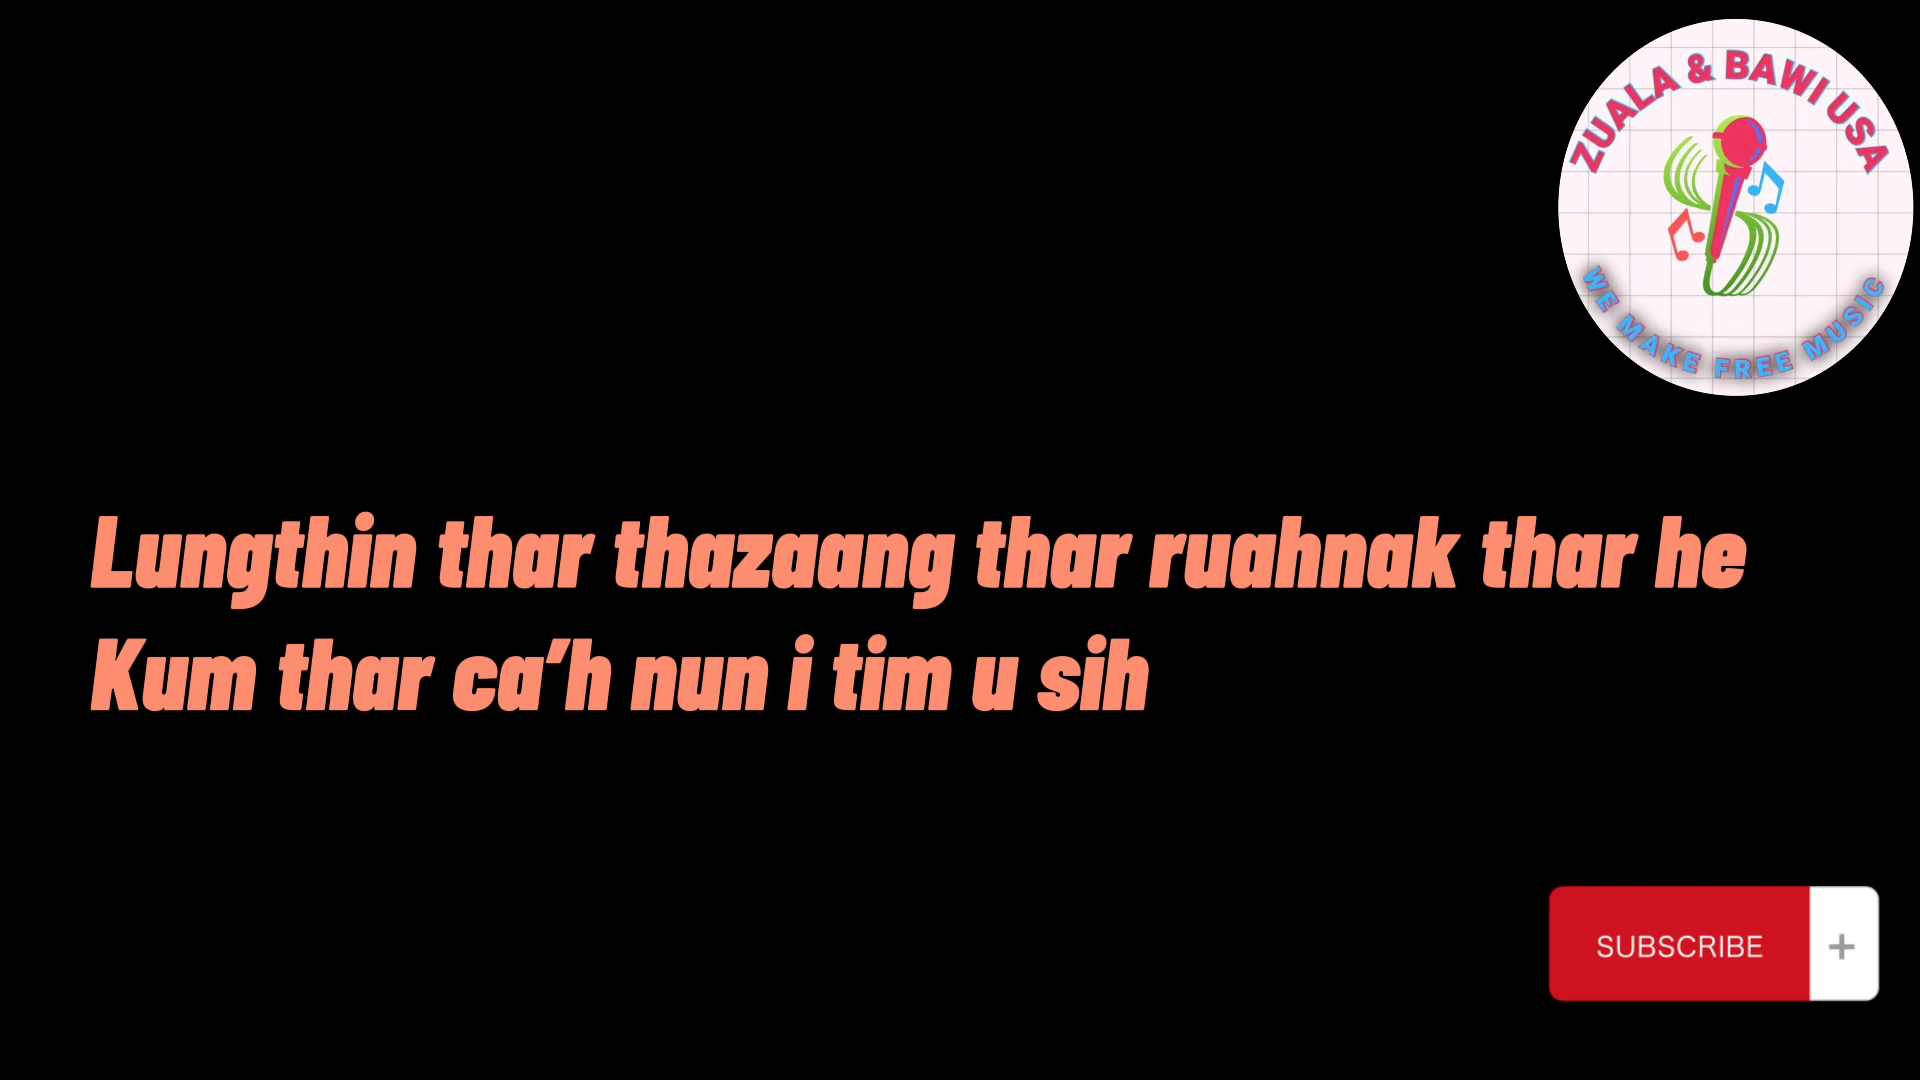 ZUALA & BAWI USA
WE MAKE FREE MUSIC
Lungthin thar thazaang thar ruahnak thar he
Kum thar ca’h nun i tim u sih
SUBSCRIBE +